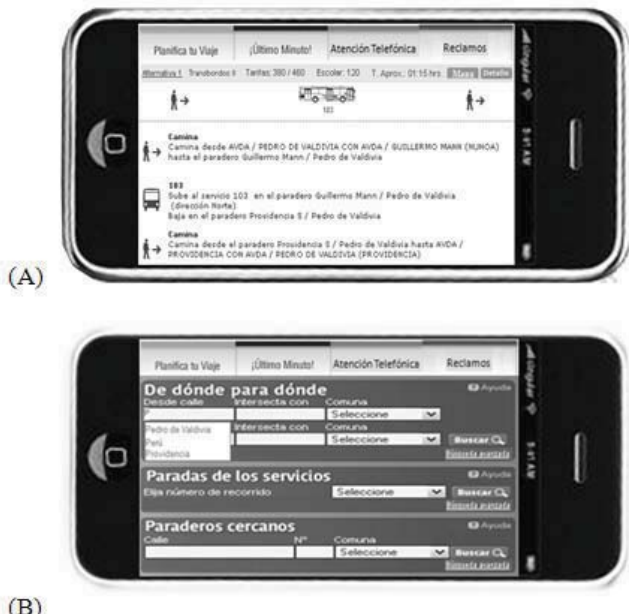 Planifica tu Viaje ¡Último Minuto! Atención Telefónica Reclamos
Alternativa 1 Transbordos 0 Tarifas: 380 / 460 Escolar: 120 T. Aprox.: 01:15 hrs. Mapa Detalle
103
Camina
Camina desde AVDA / PEDRO DE VALDIVIA CON AVDA / GUILLERMO MANN (NUNOA)
hasta el paradero Guillermo Mann / Pedro de Valdivia
103
Sube al servicio 103 en el paradero Guillermo Mann / Pedro de Valdivia
(dirección Norte)
Baja en el paradero Providencia S / Pedro de Valdivia
Camina
Camina desde el paradero Providencia S / Pedro de Valdivia hasta AVDA /
PROVIDENCIA CON AVDA / PEDRO DE VALDIVIA (PROVIDENCIA)
9:41 AM
(A)
Planifica tu Viaje ¡Último Minuto! Atención Telefónica Reclamos
De dónde para dónde Ayuda
Desde calle Intersecta con Comuna
P Seleccione
Intersecta con Comuna
Pedro de Valdivia
Perú
Providencia
Seleccione Buscar
Búsqueda avanzada
Paradas de los servicios Ayuda
Elija número de recorrido Seleccione Buscar
Búsqueda avanzada
Paraderos cercanos Ayuda
Calle Nº Comuna
Seleccione Buscar
Búsqueda avanzada
9:41 AM
(B)